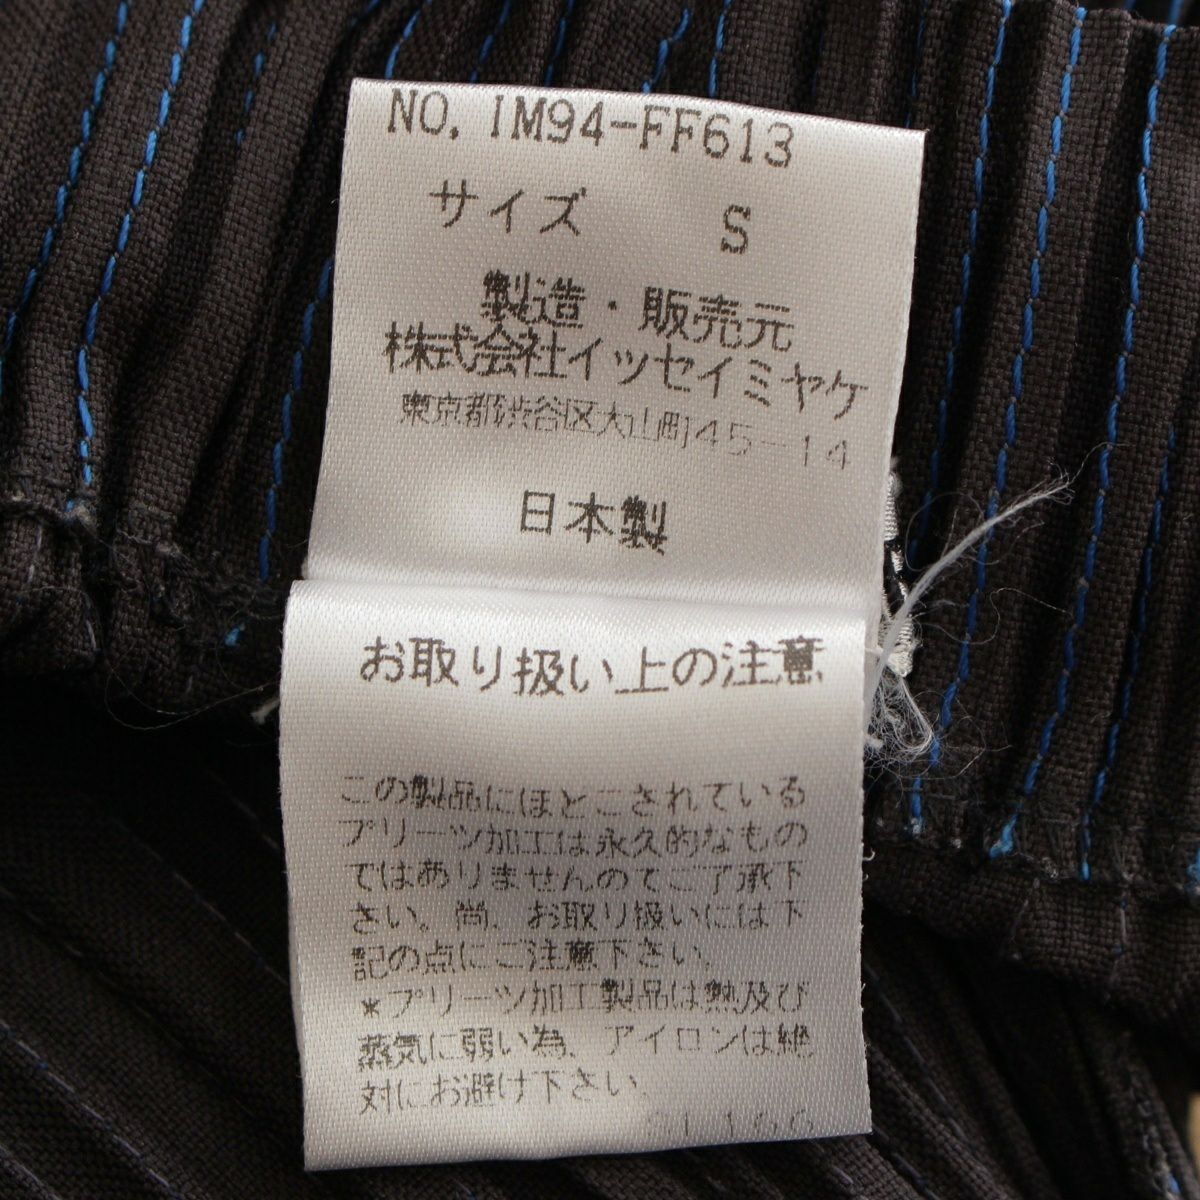 NO. IM94-FF613
サイズ S
製造・販売元
株式会社イッセイミヤケ
東京都渋谷区大山町45-14
日本製
お取り扱い上の注意
この製品にほどこされている
プリーツ加工は永久的なもの
ではありませんのでご了承下
さい。尚、お取り扱いには下
記の点にご注意下さい。
*プリーツ加工製品は熱及び
蒸気に弱い為、アイロンは絶
対にお避け下さい。